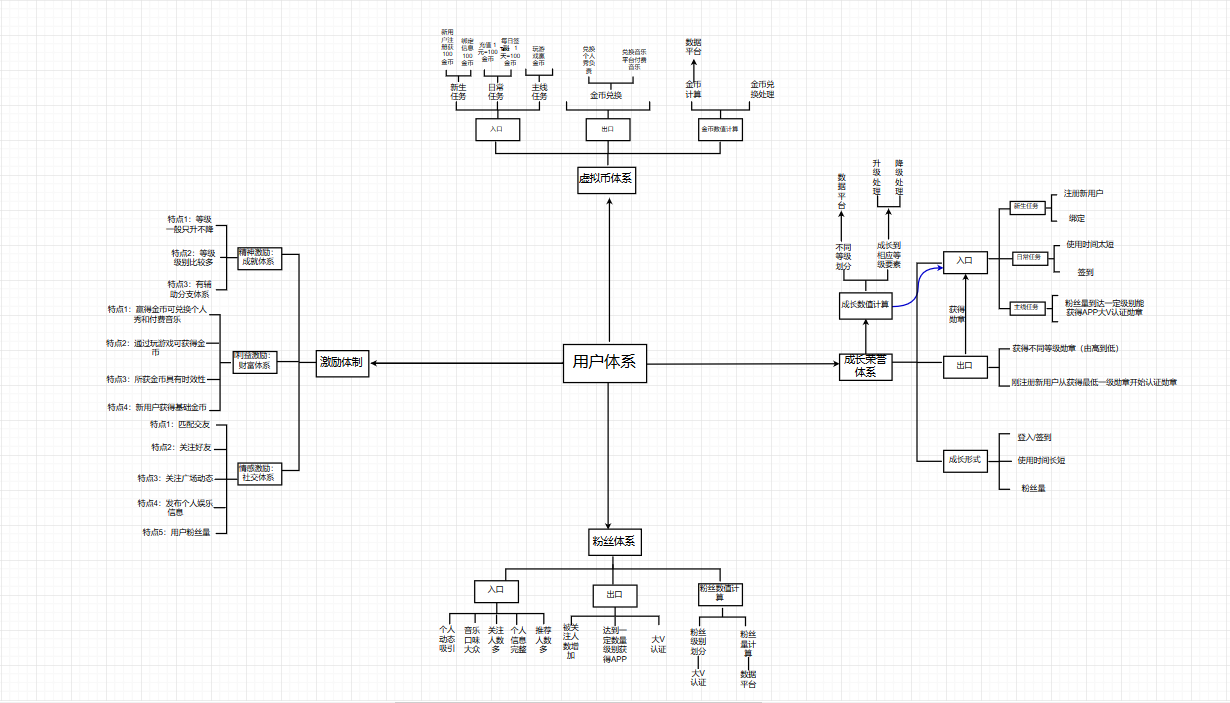 新用
户注
册获
100
金币
绑定
信息
100
金币
充值 1
元=100
金币
每日签
到 1
天=100
金币
玩游
戏赢
金币
新生
任务
日常
任务
主线
任务
入口
兑换
个人
秀负
责
兑换音乐
平台付费
音乐
金币兑换
出口
数据
平台
金币
计算
金币兑
换处理
金币数值计算
虚拟币体系
用户体系
特点1：等级
一般只升不降
特点2：等级
级别比较多
特点3：有辅
助分支体系
精神激励：
成就体系
特点1：赢得金币可兑换个人
秀和付费音乐
特点2：通过玩游戏可获得金
币
特点3：所获金币具有时效性
特点4：新用户获得基础金币
利益激励：
财富体系
特点1：匹配交友
特点2：关注好友
特点3：关注广场动态
特点4：发布个人娱乐
信息
特点5：用户粉丝量
情感激励：
社交体系
激励体制
数
据
平
台
升
级
处
理
降
级
处
理
不同
等级
划分
成长到
相应等
级要素
成长数值计算
成长荣誉
体系
入口
新生任务
注册新用户
绑定
日常任务
使用时间太短
签到
主线任务
粉丝量到达一定级别能
获得APP大V认证勋章
获得
勋章
出口
获得不同等级勋章（由高到低）
刚注册新用户从获得最低一级勋章开始认证勋章
成长形式
登入/签到
使用时间长短
粉丝量
粉丝体系
入口
个人
动态
吸引
音乐
口味
大众
关注
人数
多
个人
信息
完整
推荐
人数
多
出口
被关
注人
数增
加
达到一
定数量
级别获
得APP
大V
认证
粉丝数值计
算
粉丝
级别
划分
大V
认证
粉丝
量计
算
数据
平台